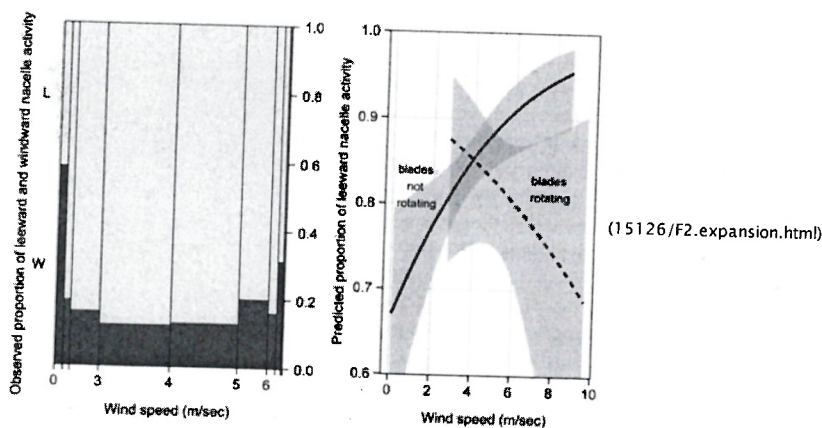 Observed proportion of leeward and windward nacelle activity
L
W
1.0
0.8
0.6
0.4
0.2
0.0
0
3
4
5
6
Wind speed (m/sec)
Predicted proportion of leeward nacelle activity
1.0
0.9
0.8
0.7
0.6
blades
not
rotating
blades
rotating
0
2
4
6
8
10
Wind speed (m/sec)
(15126/F2.expansion.html)